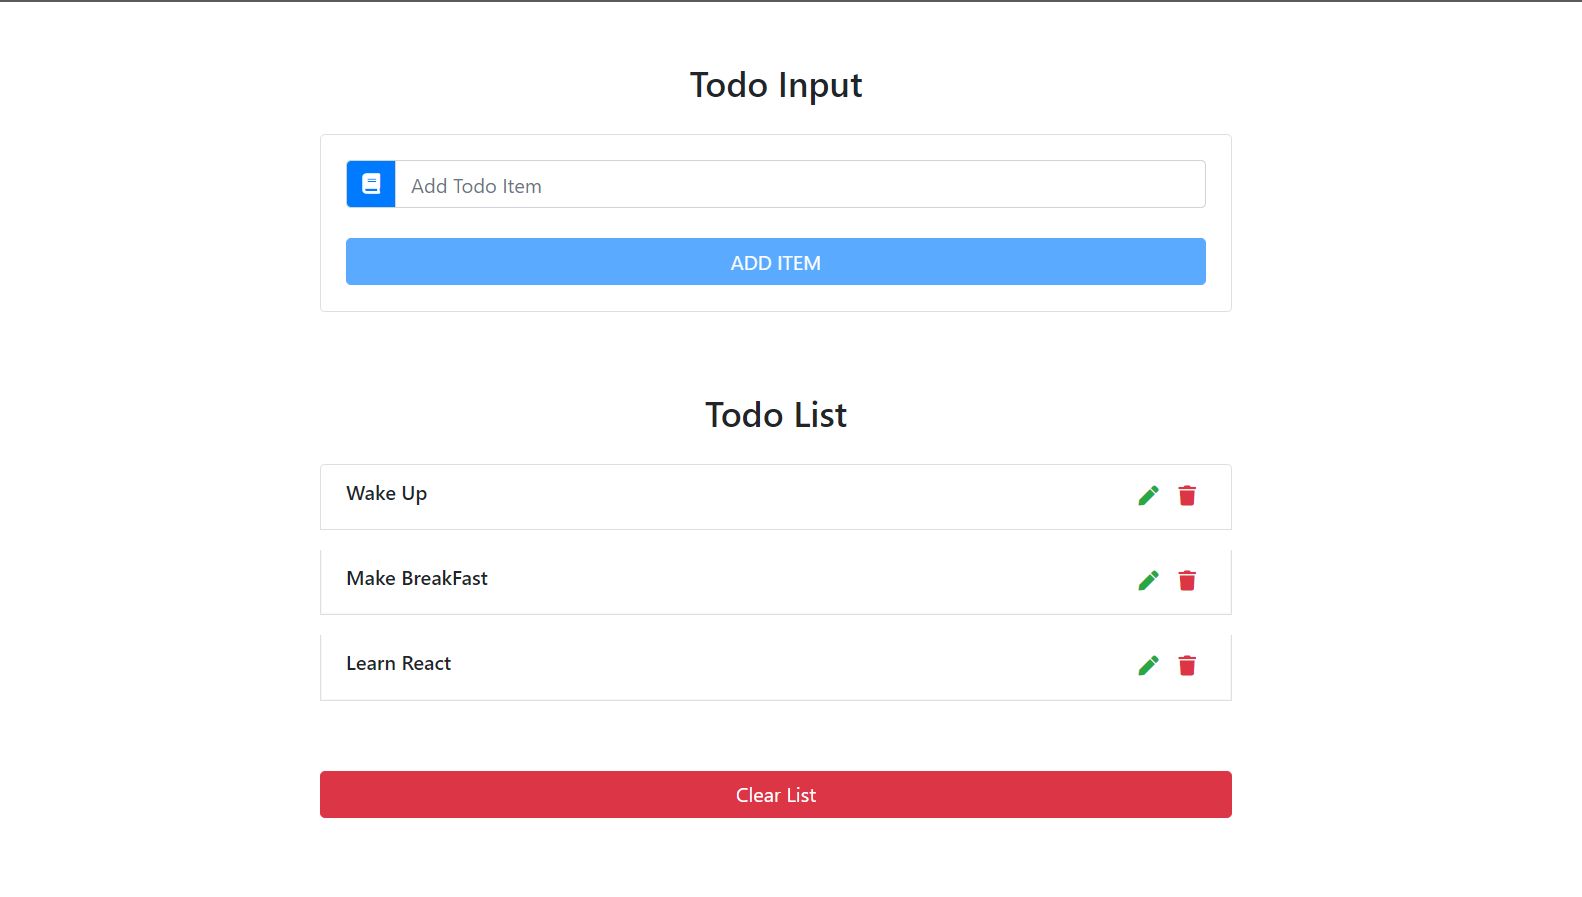 Todo Input
Add Todo Item
ADD ITEM
Todo List
Wake Up
Make BreakFast
Learn React
Clear List